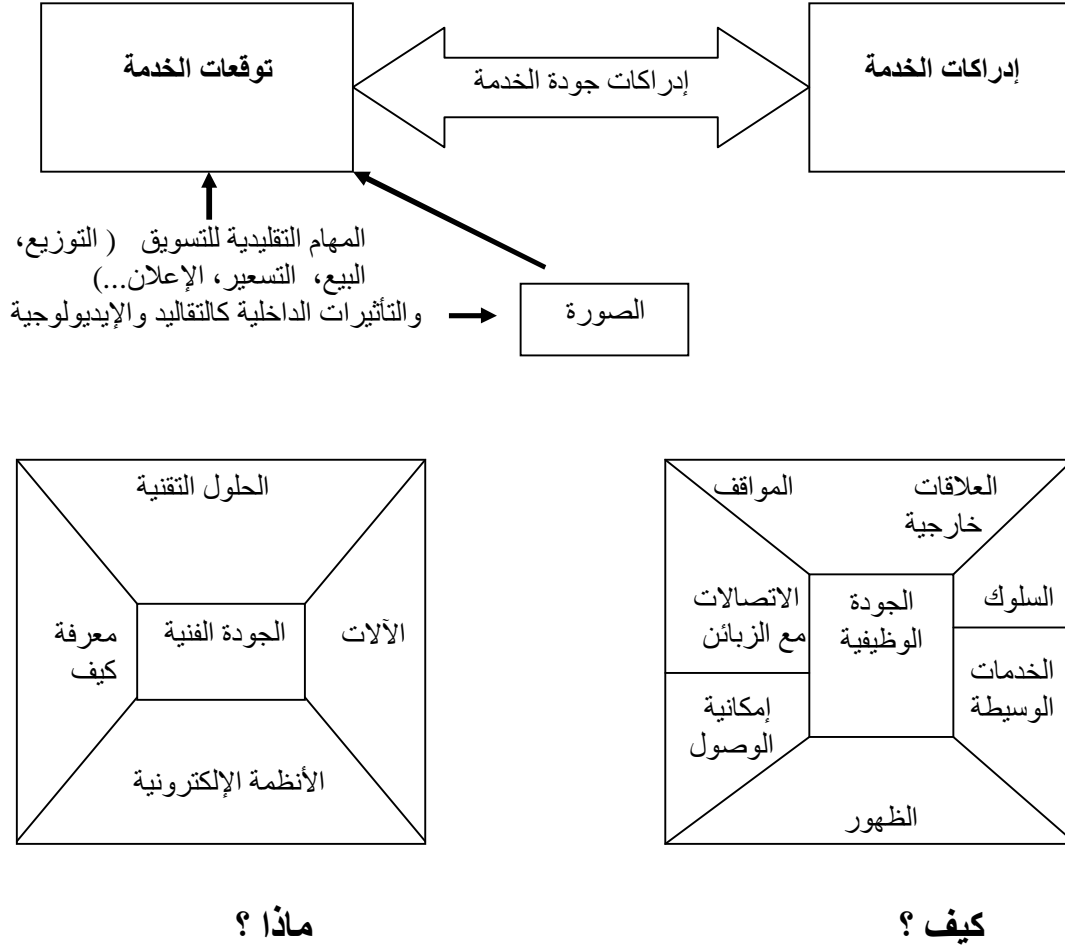 إدراكات الخدمة
إدراكات جودة الخدمة
توقعات الخدمة
المهام التقليدية للتسويق ( التوزيع،
البيع، التسعير، الإعلان...)
والتأثيرات الداخلية كالتقاليد والإيديولوجية
الصورة
العلاقات
خارجية
المواقف
السلوك
الجودة
الوظيفية
الاتصالات
مع الزبائن
الخدمات
الوسيطة
إمكانية
الوصول
الظهور
كيف ؟
الحلول التقنية
الآلات
الجودة الفنية
معرفة
كيف
الأنظمة الإلكترونية
ماذا ؟